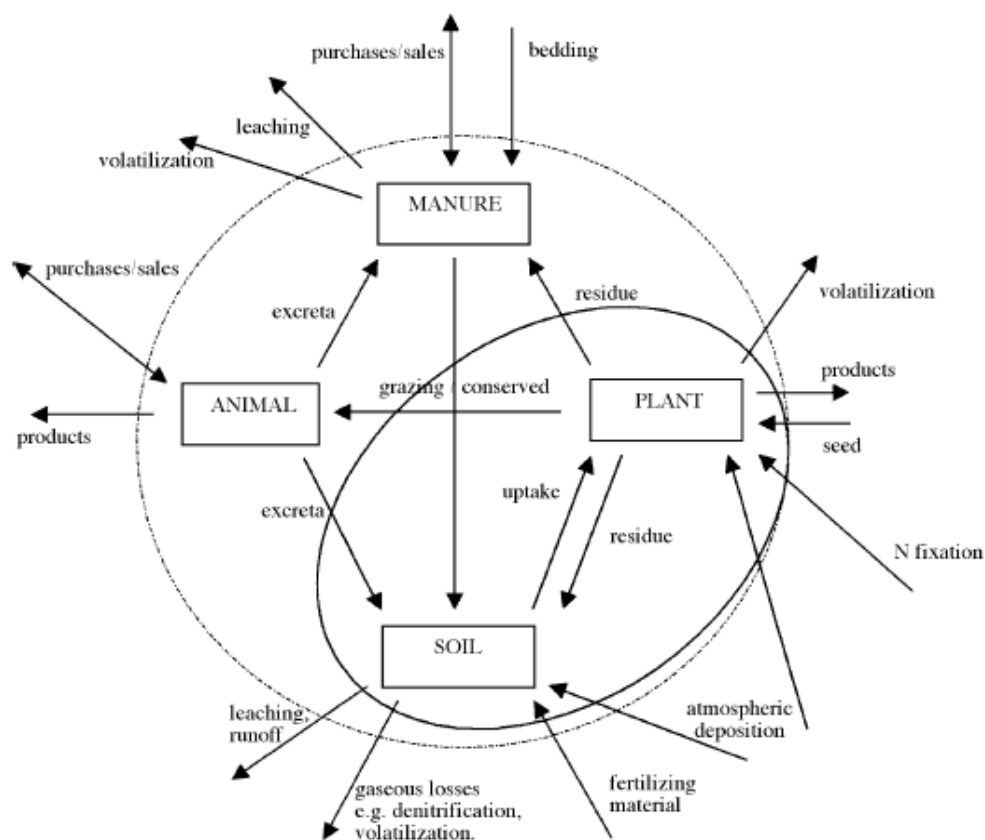 purchases/sales
bedding
leaching
volatilization
MANURE
purchases/sales
residue
volatilization
excreta
grazing / conserved
products
ANIMAL
PLANT
products
seed
uptake
excreta
residue
N fixation
SOIL
leaching,
runoff
atmospheric
deposition
gaseous losses
e.g. denitrification,
volatilization.
fertilizing
material